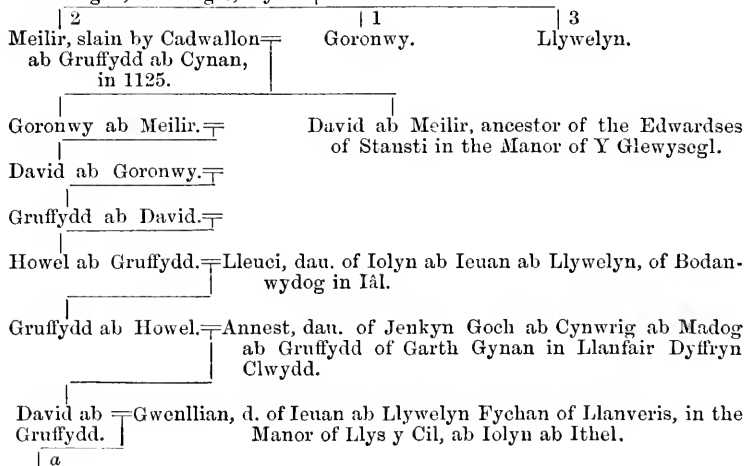 | 2 | 1 | 3
Meilir, slain by Cadwallon Goronwy. Llywelyn.
ab Gruffydd ab Cynan,
in 1125.
Goronwy ab Meilir. David ab Meilir, ancestor of the Edwardses
of Stansti in the Manor of Y Glewysegl.
David ab Goronwy.
Gruffydd ab David.
Howel ab Gruffydd. Lleuci, dau. of Iolyn ab Ieuan ab Llywelyn, of Bodan-
wydog in Iâl.
Gruffydd ab Howel. Annest, dau. of Jenkyn Goch ab Cynwrig ab Madog
ab Gruffydd of Garth Gynan in Llanfair Dyffryn
Clwydd.
David ab Gwenllian, d. of Ieuan ab Llywelyn Fychan of Llanveris, in the
Gruffydd. Manor of Llys y Cil, ab Iolyn ab Ithel.
| a